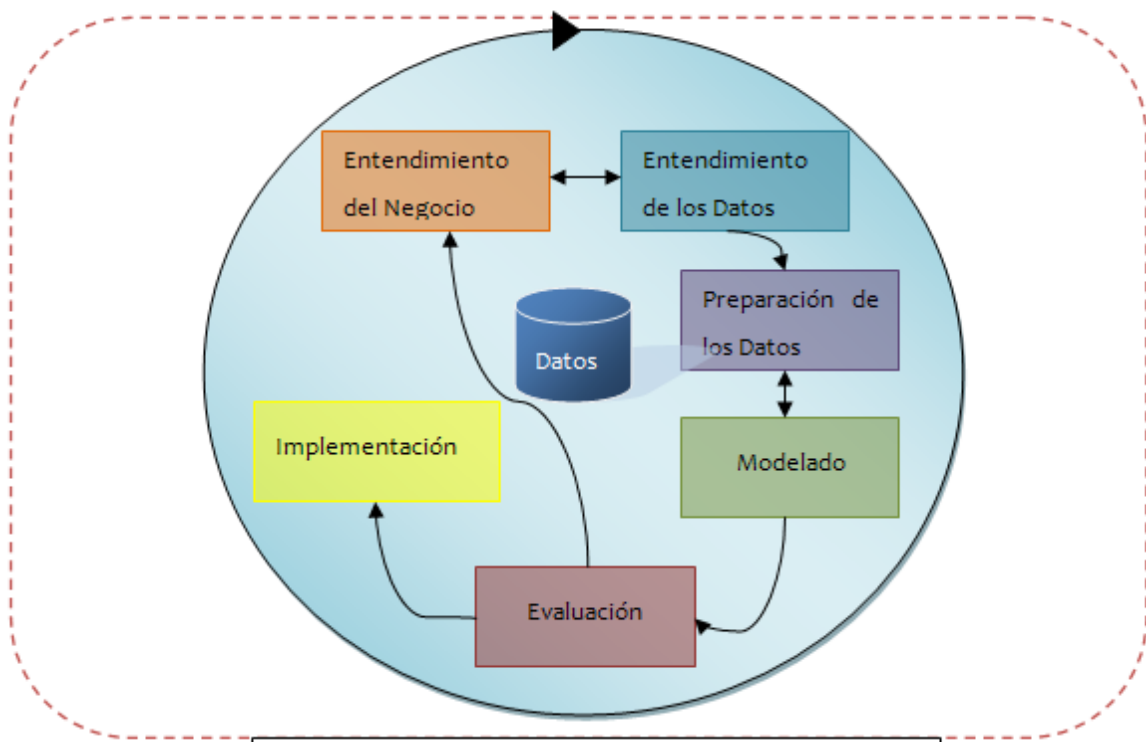 Entendimiento
del Negocio
Entendimiento
de los Datos
Preparación de
los Datos
Datos
Implementación
Modelado
Evaluación